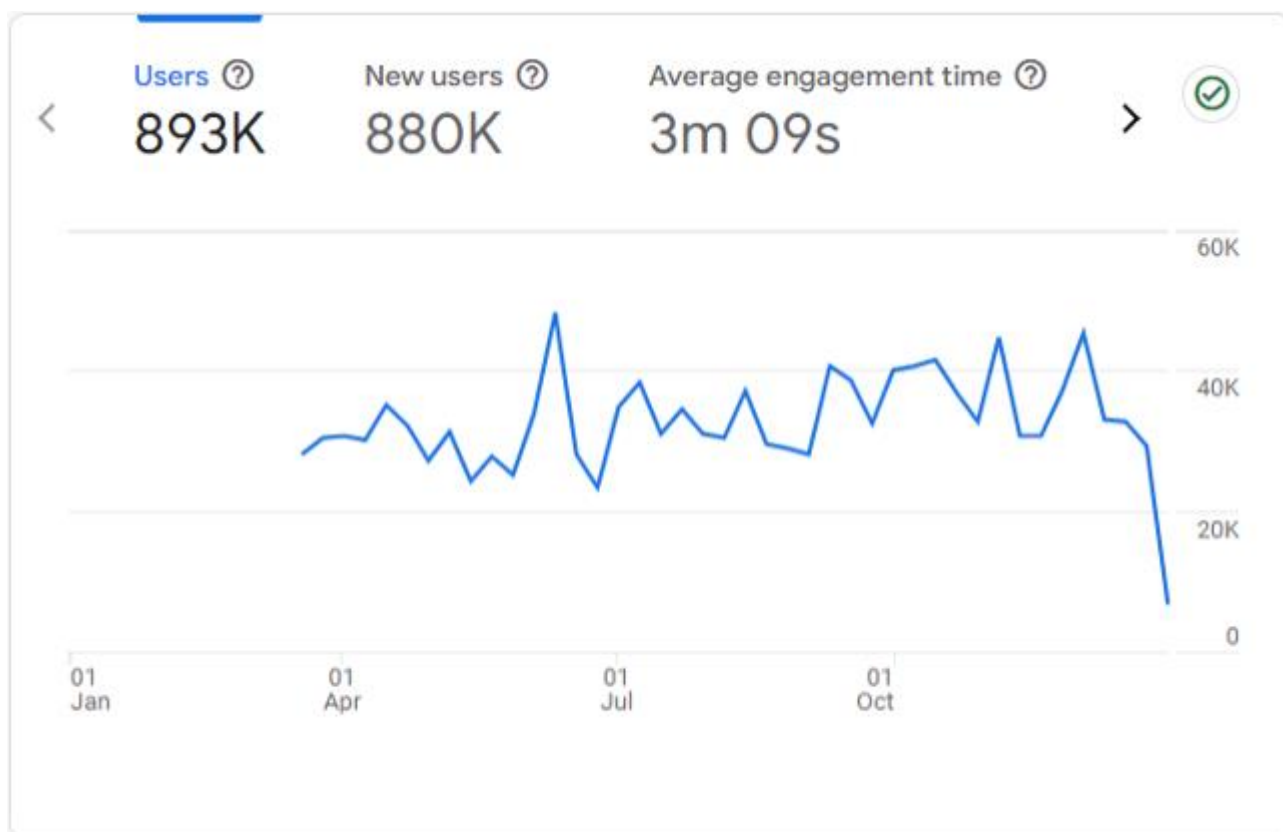 Users
893K
New users
880K
Average engagement time
3m 09s
60K
40K
20K
0
01
Jan
01
Apr
01
Jul
01
Oct